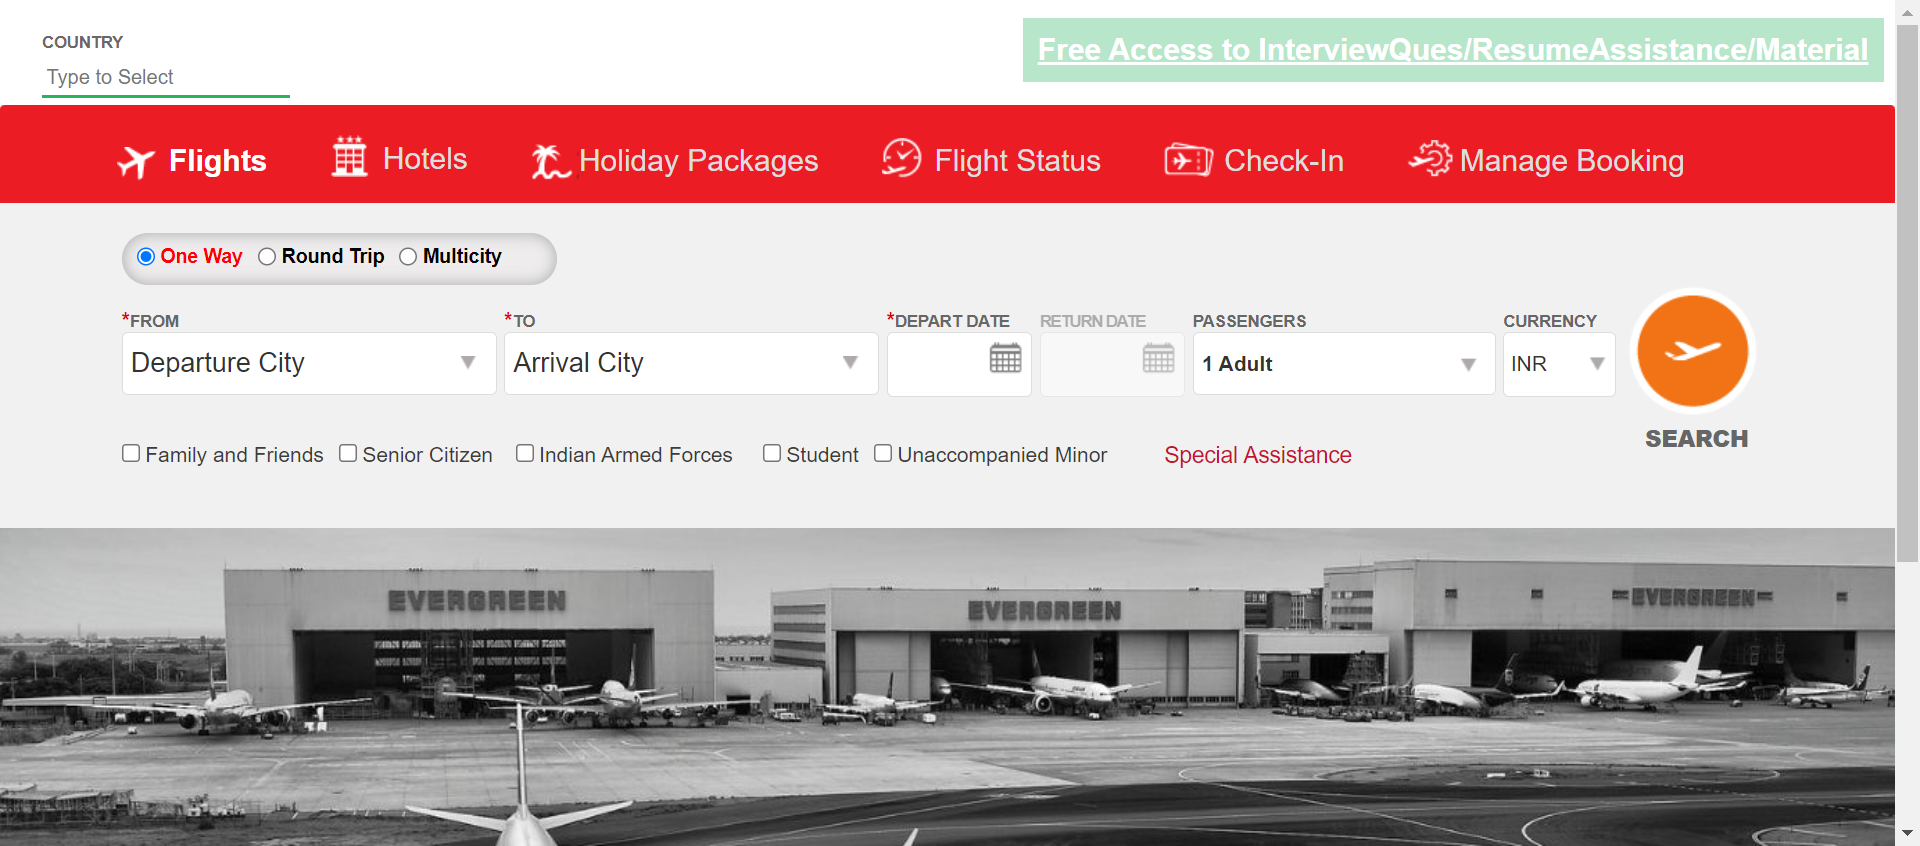 COUNTRY
Type to Select
Free Access to InterviewQues/ResumeAssistance/Material
Flights Hotels Holiday Packages Flight Status Check-In Manage Booking
One Way Round Trip Multicity
*FROM *TO *DEPART DATE RETURN DATE PASSENGERS CURRENCY
Departure City Arrival City 1 Adult INR
SEARCH
Family and Friends Senior Citizen Indian Armed Forces Student Unaccompanied Minor Special Assistance
EVERGREEN EVERGREEN EVERGREEN